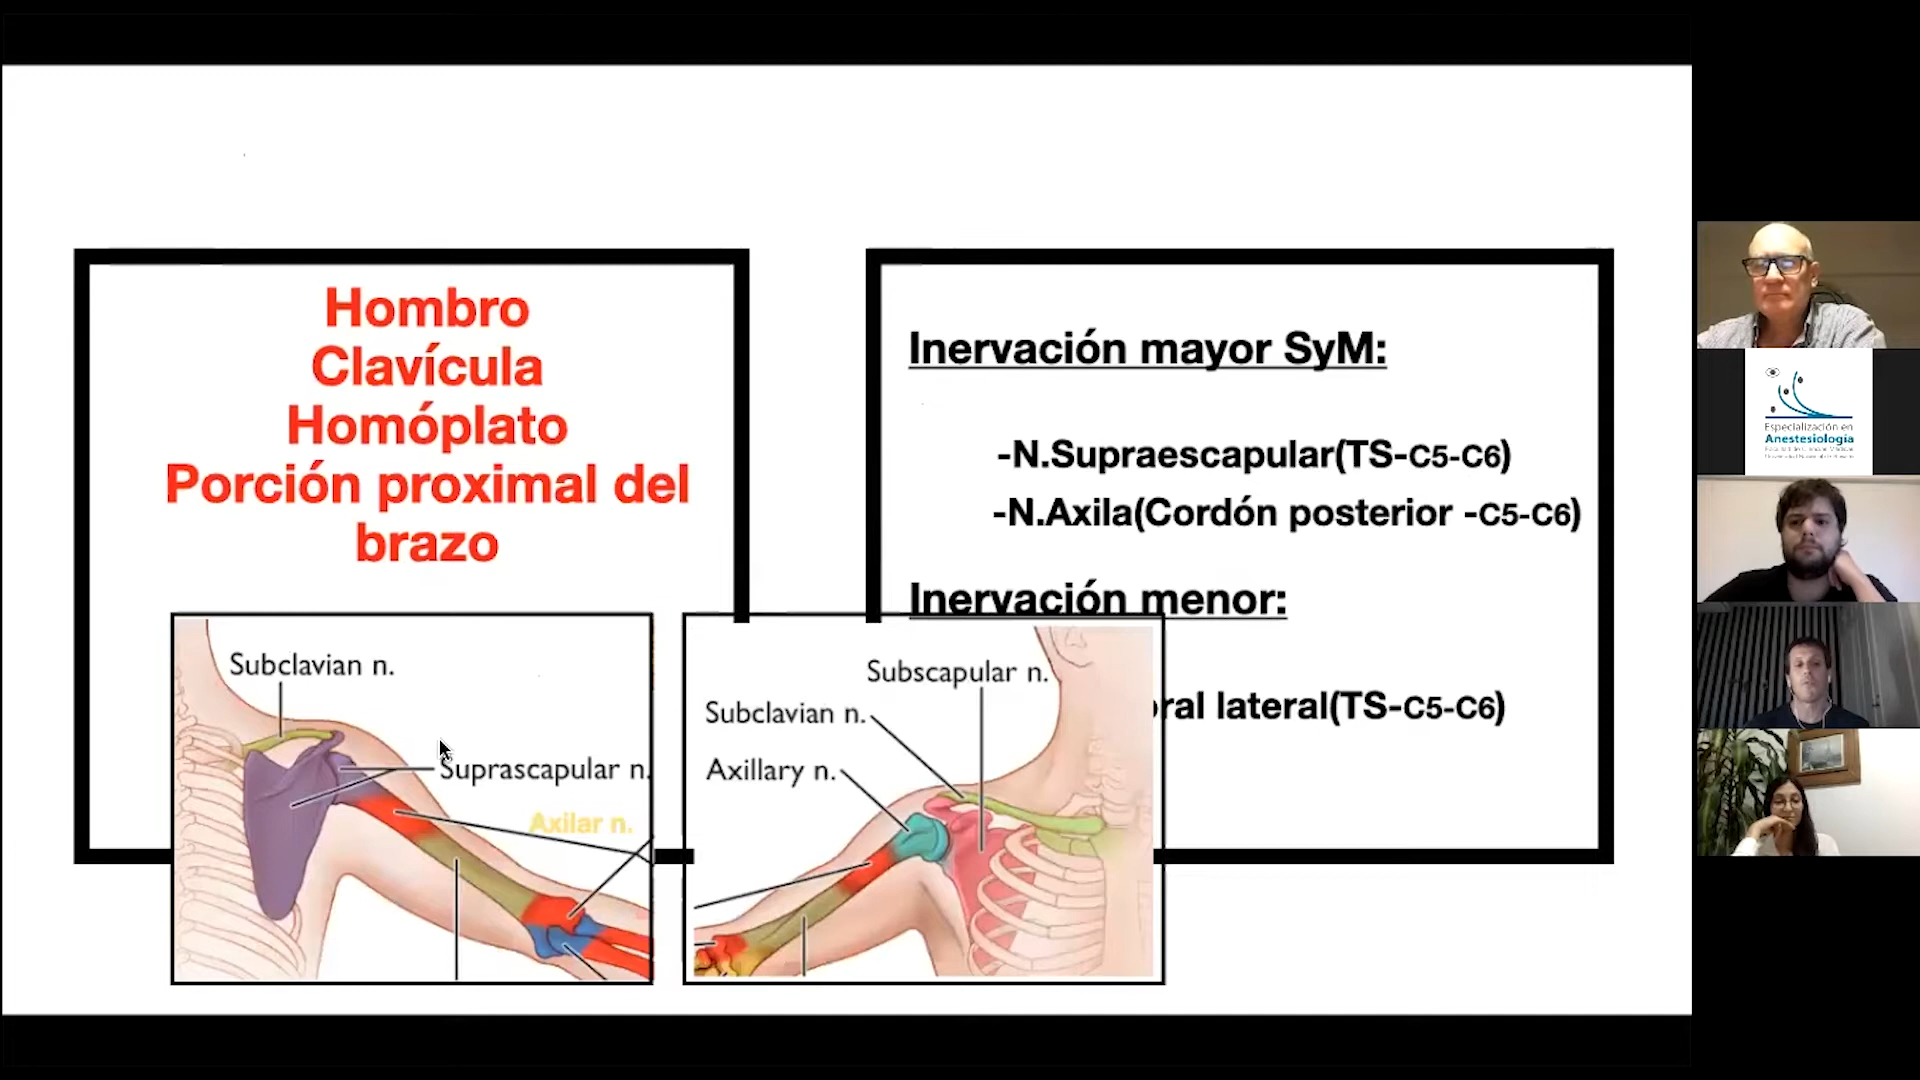 Hombro
Clavícula
Homóplato
Porción proximal del
brazo
Inervación mayor SyM:
-N.Supraescapular(TS-C5-C6)
-N.Axila(Cordón posterior -C5-C6)
Inervación menor:
lateral(TS-C5-C6)
Subclavian n.
Suprascapular n.
Axilar n.
Subscapular n.
Subclavian n.
Axillary n.
Especialización en
Anestesiología